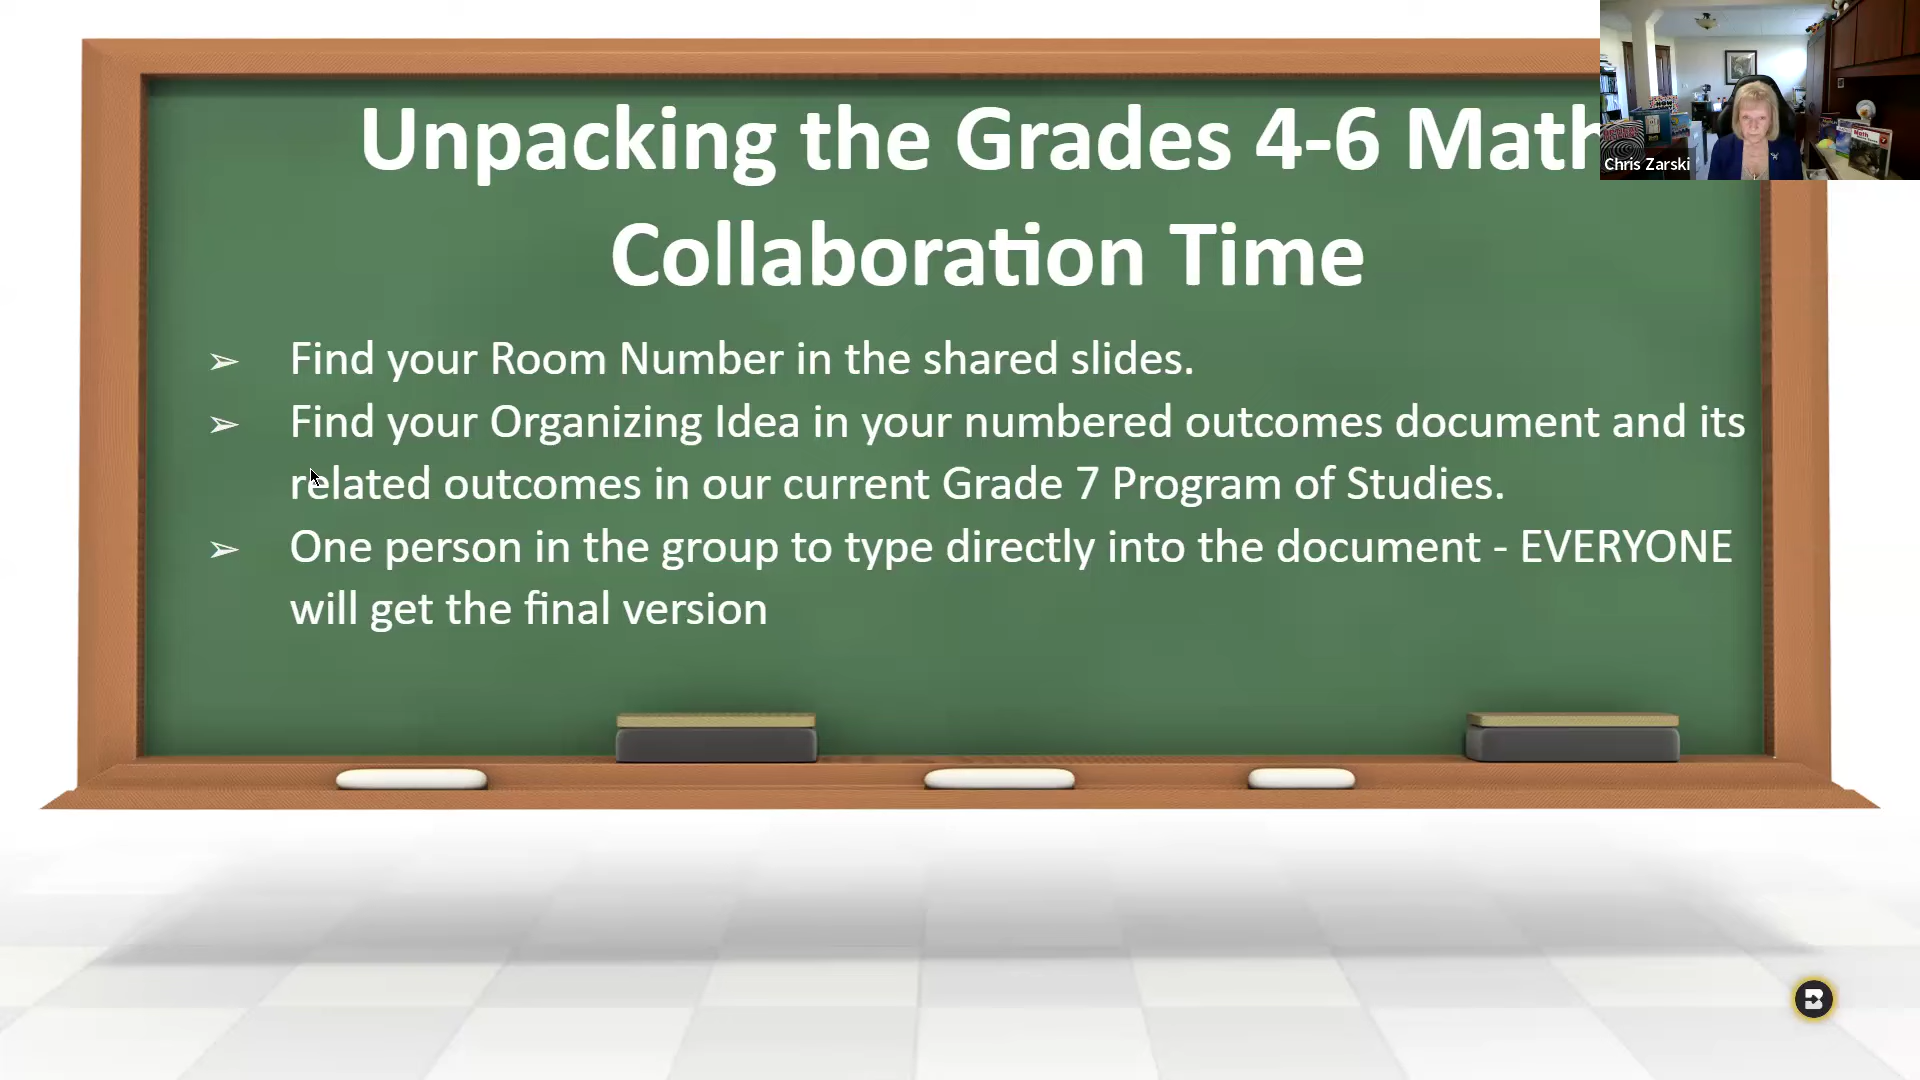 Unpacking the Grades 4-6 Math
Collaboration Time
➢ Find your Room Number in the shared slides.
➢ Find your Organizing Idea in your numbered outcomes document and its
related outcomes in our current Grade 7 Program of Studies.
➢ One person in the group to type directly into the document - EVERYONE
will get the final version
Chris Zarski